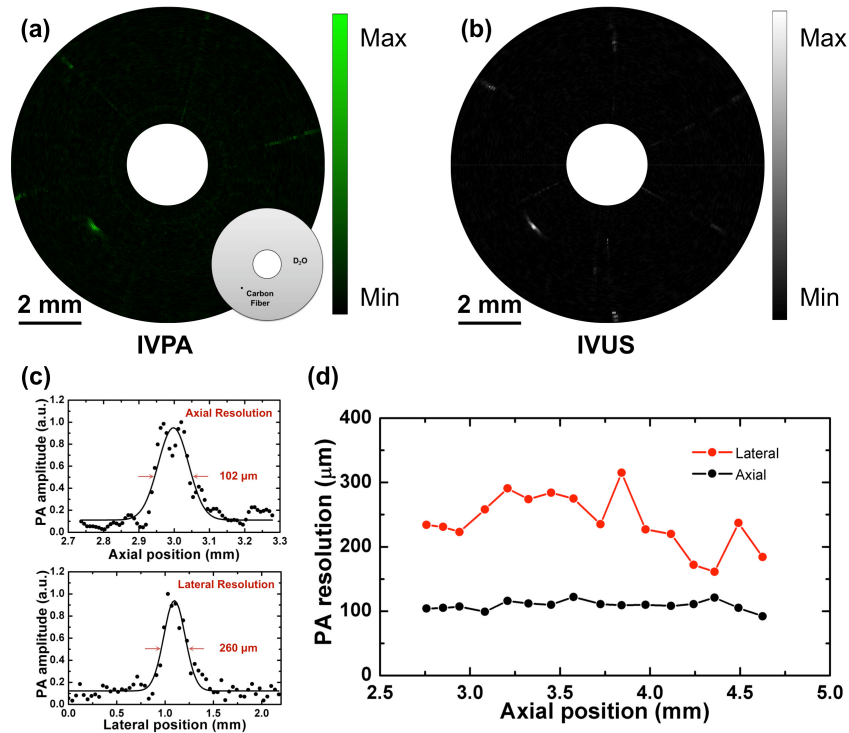 (a)
Max
Min
D₂O
Carbon
Fiber
2 mm
IVPA
(b)
Max
Min
2 mm
IVUS
(c)
Axial Resolution
102 μm
PA amplitude (a.u.)
1.2
1.0
0.8
0.6
0.4
0.2
0.0
2.7 2.8 2.9 3.0 3.1 3.2 3.3
Axial position (mm)
Lateral Resolution
260 μm
PA amplitude (a.u.)
1.2
1.0
0.8
0.6
0.4
0.2
0.0
0.0 0.5 1.0 1.5 2.0
Lateral position (mm)
(d)
Lateral
Axial
PA resolution (μm)
400
300
200
100
0
2.5 3.0 3.5 4.0 4.5 5.0
Axial position (mm)